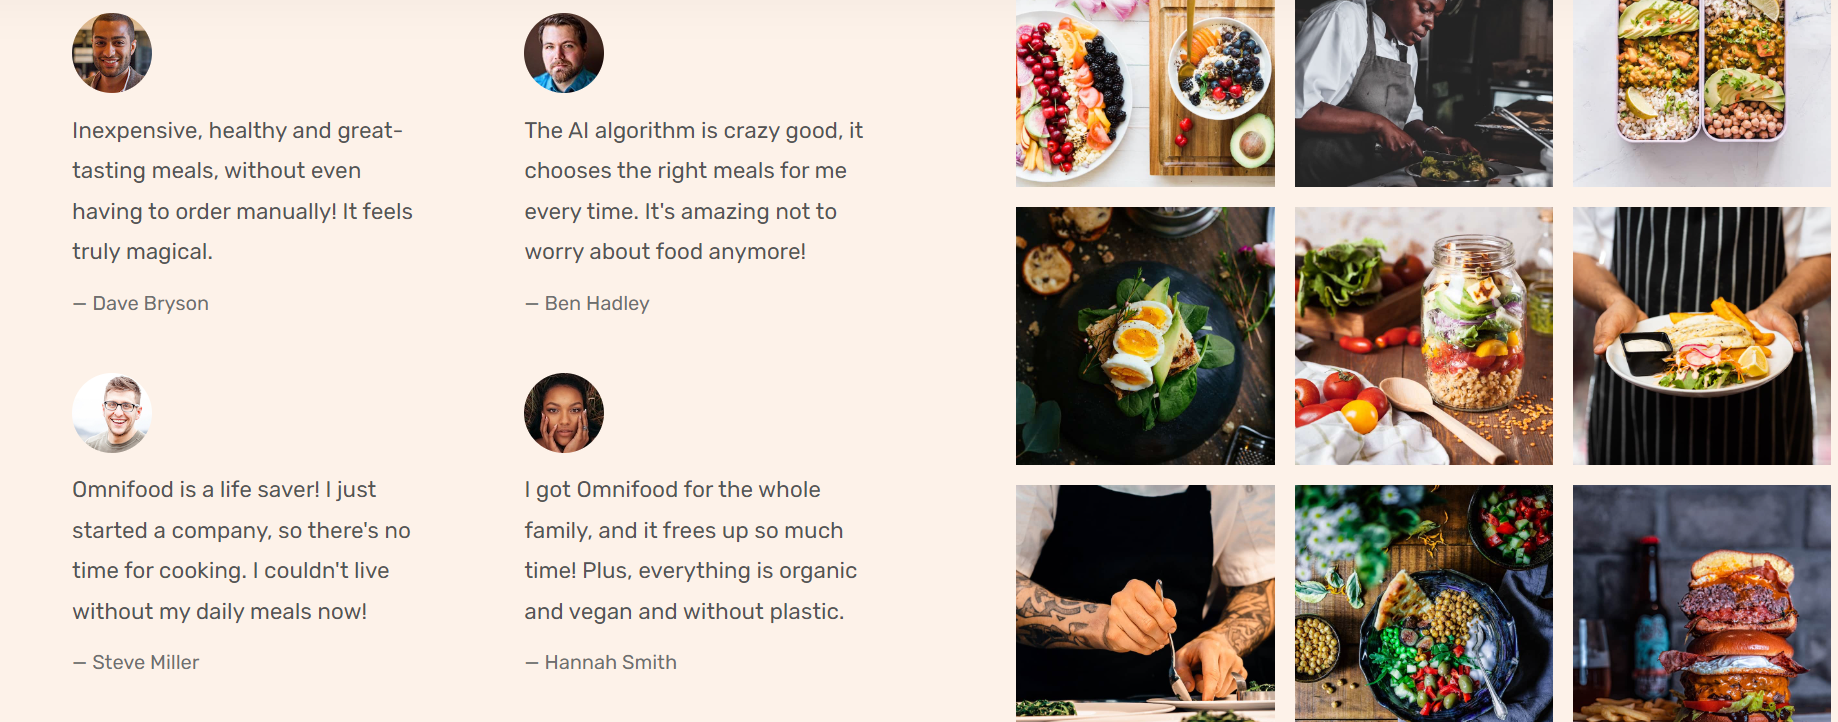 Inexpensive, healthy and great-
tasting meals, without even
having to order manually! It feels
truly magical.
— Dave Bryson
The AI algorithm is crazy good, it
chooses the right meals for me
every time. It's amazing not to
worry about food anymore!
— Ben Hadley
Omnifood is a life saver! I just
started a company, so there's no
time for cooking. I couldn't live
without my daily meals now!
— Steve Miller
I got Omnifood for the whole
family, and it frees up so much
time! Plus, everything is organic
and vegan and without plastic.
— Hannah Smith